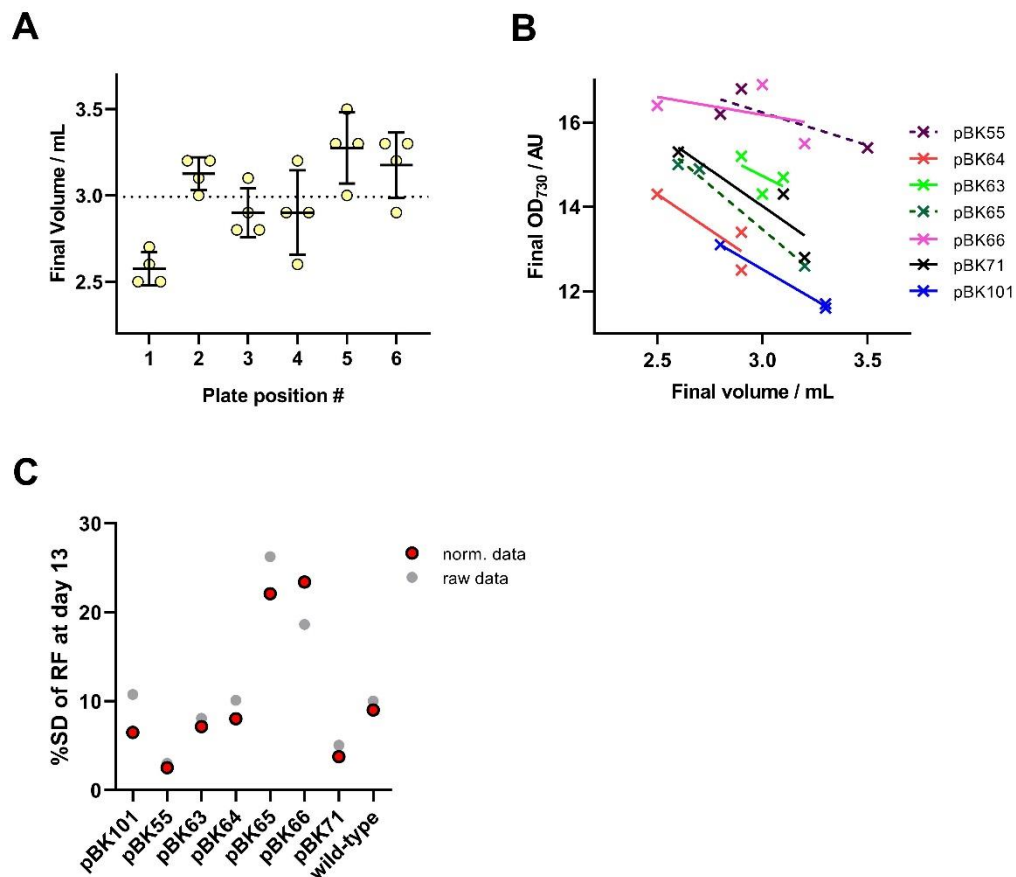 A
Final Volume / mL
3.5
3.0
2.5
1 2 3 4 5 6
Plate position #
B
Final OD730 / AU
16
14
12
2.5 3.0 3.5
Final volume / mL
pBK55
pBK64
pBK63
pBK65
pBK66
pBK71
pBK101
C
%SD of RF at day 13
30
20
10
0
pBK101 pBK55 pBK63 pBK64 pBK65 pBK66 pBK71 wild-type
norm. data
raw data